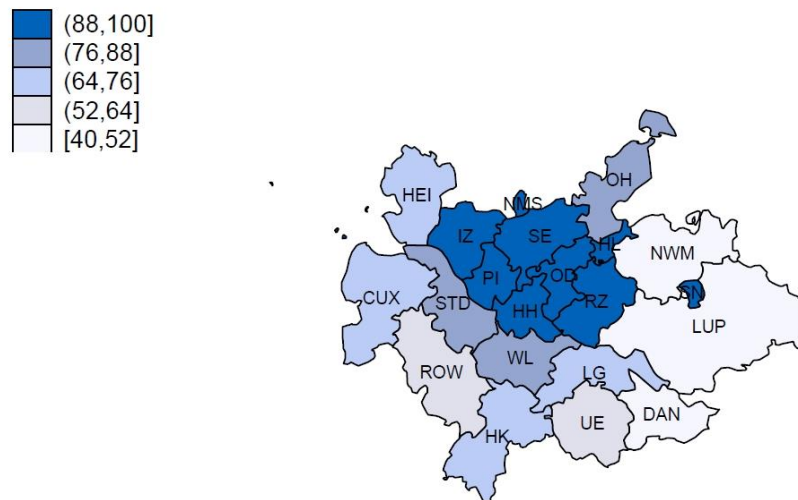 (88,100]
(76,88]
(64,76]
(52,64]
[40,52]
OH
HEI
NMS
IZ
SE
HL
NWM
PI
OD
CUX
STD
HH
RZ
SN
LUP
WL
ROW
LG
HK
UE
DAN